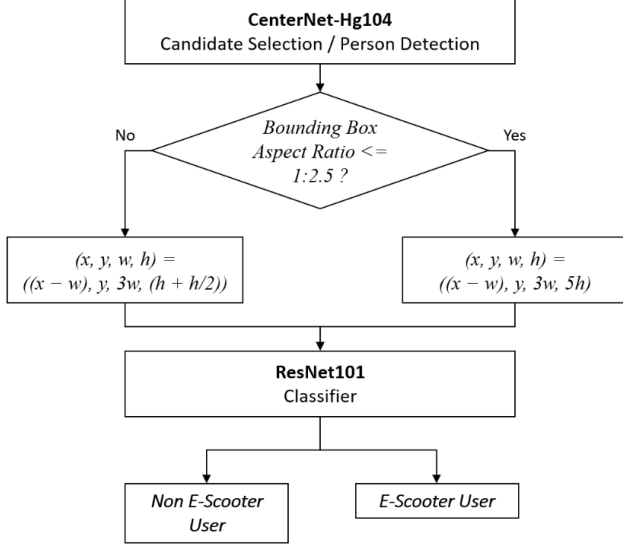 CenterNet-Hg104
Candidate Selection / Person Detection
No
Bounding Box
Aspect Ratio <=
1:2.5 ?
Yes
(x, y, w, h) =
((x − w), y, 3w, (h + h/2))
(x, y, w, h) =
((x − w), y, 3w, 5h)
ResNet101
Classifier
Non E-Scooter
User
E-Scooter User